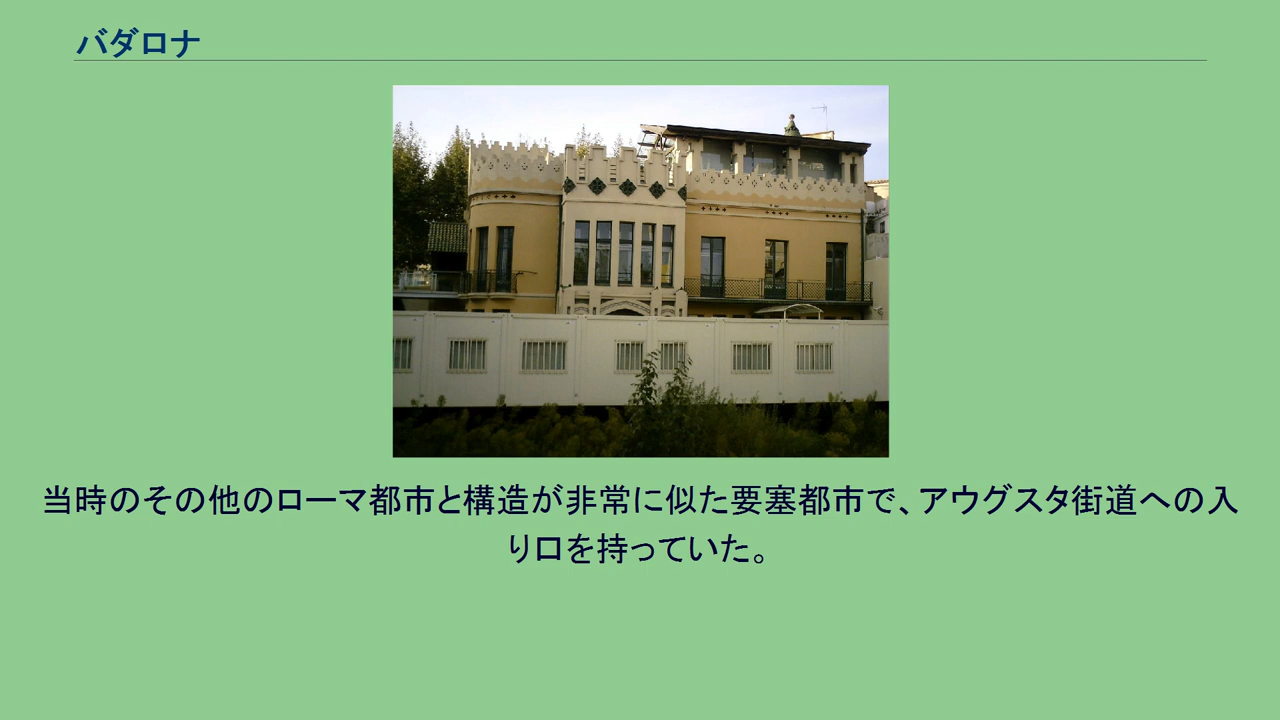 バダロナ
当時のその他のローマ都市と構造が非常に似た要塞都市で、アウグスタ街道への入
り口を持っていた。